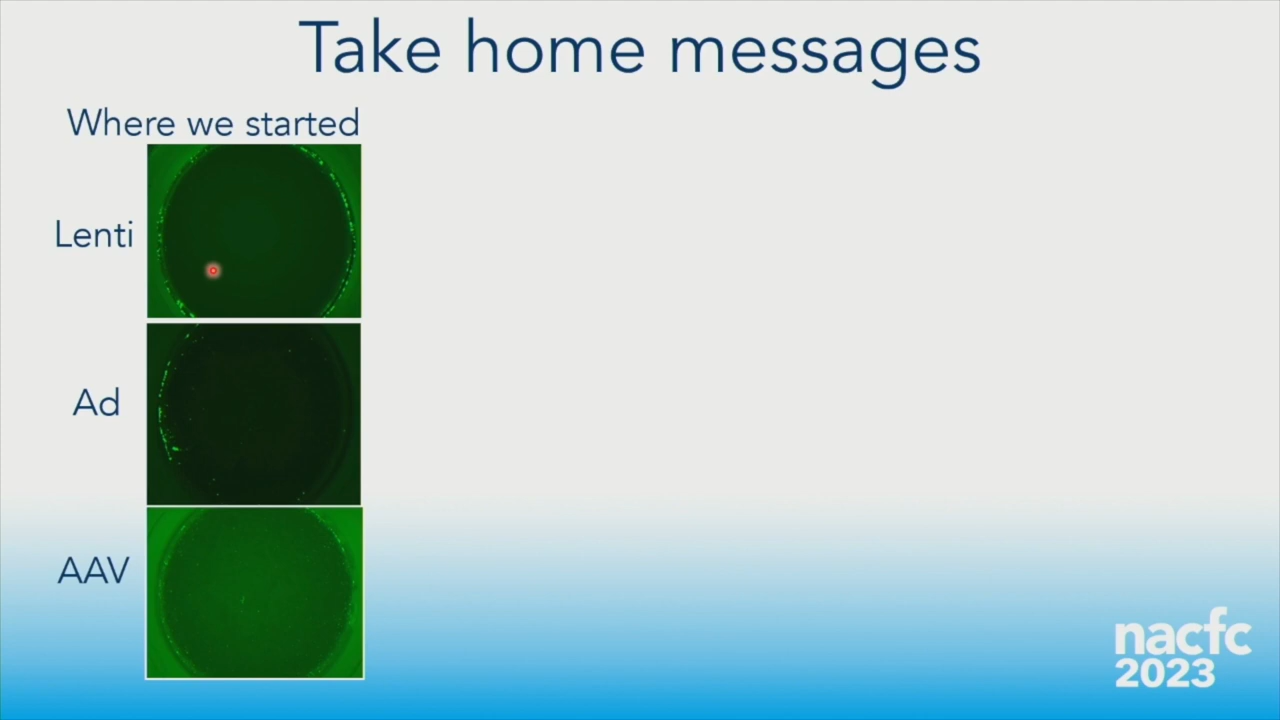 Take home messages
Where we started
Lenti
Ad
AAV
nacfc
2023